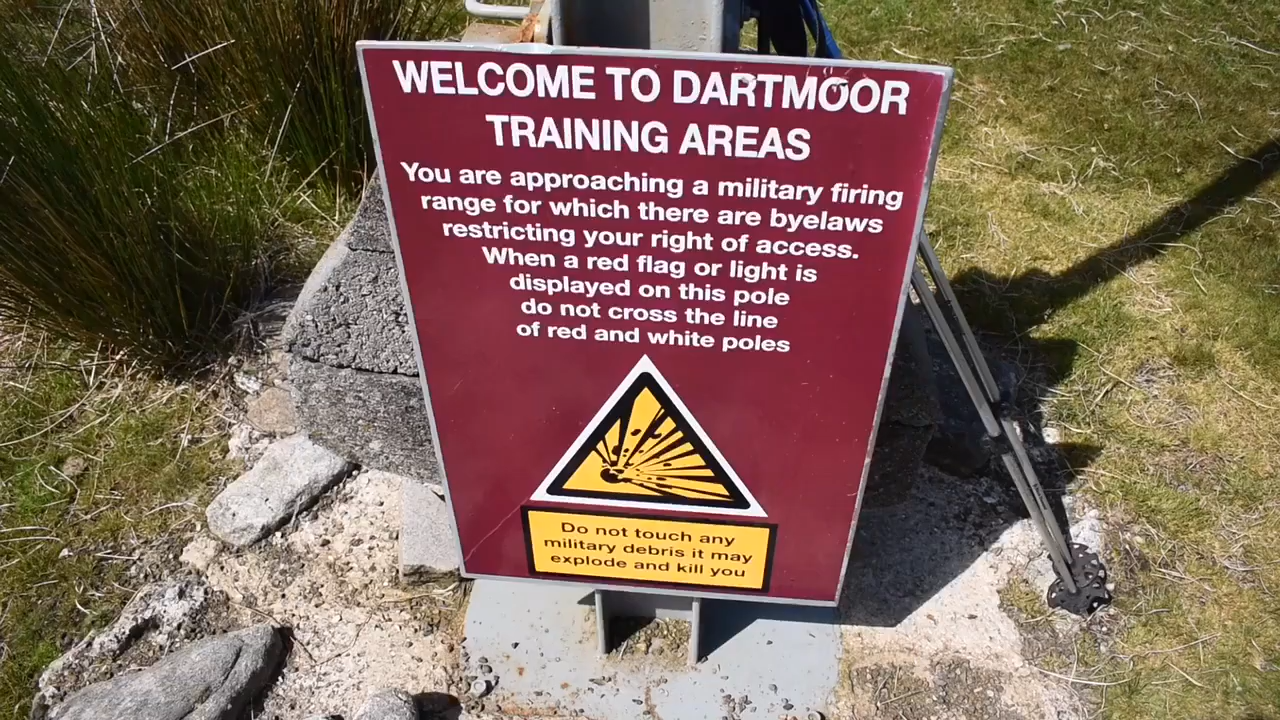 WELCOME TO DARTMOOR
TRAINING AREAS
You are approaching a military firing
range for which there are byelaws
restricting your right of access.
When a red flag or light is
displayed on this pole
do not cross the line
of red and white poles
Do not touch any
military debris it may
explode and kill you